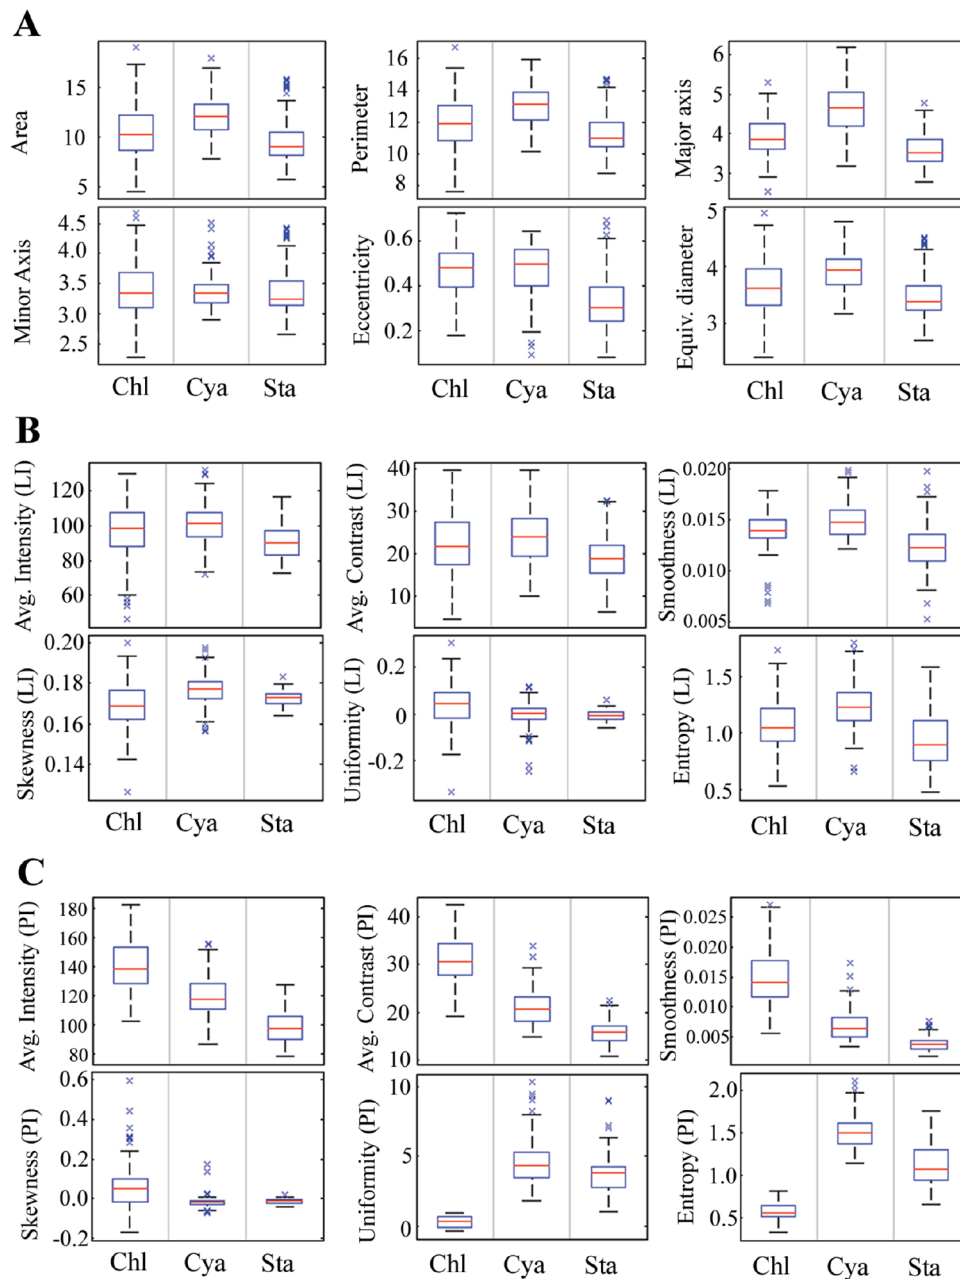 A
Area
15
10
5
Perimeter
16
14
12
10
8
Major axis
6
5
4
3
Minor Axis
4.5
4.0
3.5
3.0
2.5
Eccentricity
0.6
0.4
0.2
Equiv. diameter
5
4
3
Chl Cya Sta
Chl Cya Sta
Chl Cya Sta
B
Avg. Intensity (LI)
120
100
80
60
Avg. Contrast (LI)
40
30
20
10
Smoothness (LI)
0.020
0.015
0.010
0.005
Skewness (LI)
0.20
0.18
0.16
0.14
Uniformity (LI)
0.2
0
-0.2
Entropy (LI)
1.5
1.0
0.5
Chl Cya Sta
Chl Cya Sta
Chl Cya Sta
C
Avg. Intensity (PI)
180
160
140
120
100
80
Avg. Contrast (PI)
40
30
20
10
Smoothness (PI)
0.025
0.020
0.015
0.010
0.005
Skewness (PI)
0.6
0.4
0.2
0.0
-0.2
Uniformity (PI)
10
5
0
Entropy (PI)
2.0
1.5
1.0
0.5
Chl Cya Sta
Chl Cya Sta
Chl Cya Sta